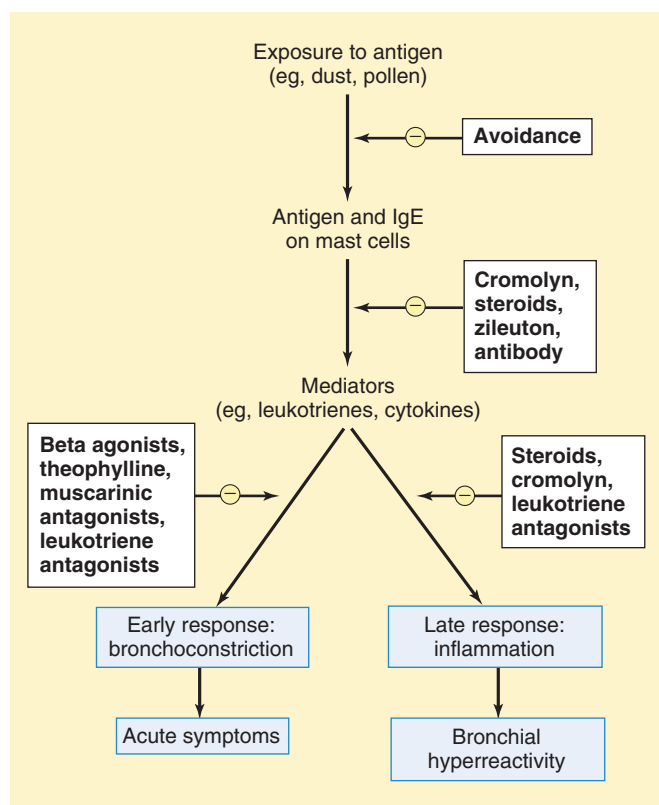 Exposure to antigen
(eg, dust, pollen)
Avoidance
Antigen and IgE
on mast cells
Cromolyn,
steroids,
zileuton,
antibody
Mediators
(eg, leukotrienes, cytokines)
Beta agonists,
theophylline,
muscarinic
antagonists,
leukotriene
antagonists
Steroids,
cromolyn,
leukotriene
antagonists
Early response:
bronchoconstriction
Late response:
inflammation
Acute symptoms
Bronchial
hyperreactivity